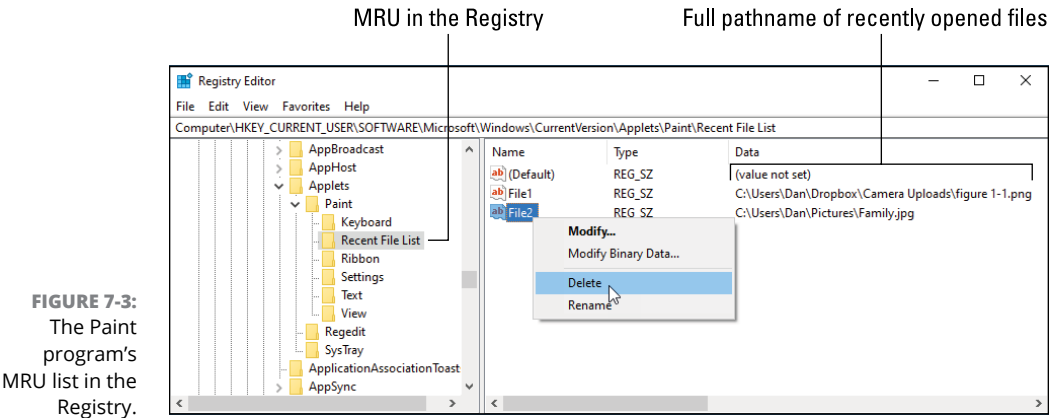 MRU in the Registry
Full pathname of recently opened files
Registry Editor
File Edit View Favorites Help
Computer\HKEY_CURRENT_USER\SOFTWARE\Microsoft\Windows\CurrentVersion\Applets\Paint\Recent File List
AppBroadcast
AppHost
Applets
Paint
Keyboard
Recent File List
Ribbon
Settings
Text
View
Regedit
SysTray
ApplicationAssociationToast
AppSync
Name Type Data
ab (Default) REG_SZ (value not set)
ab File1 REG_SZ C:\Users\Dan\Dropbox\Camera Uploads\figure 1-1.png
ab File2 REG_SZ C:\Users\Dan\Pictures\Family.jpg
Modify...
Modify Binary Data...
Delete
Rename
FIGURE 7-3:
The Paint
program’s
MRU list in the
Registry.